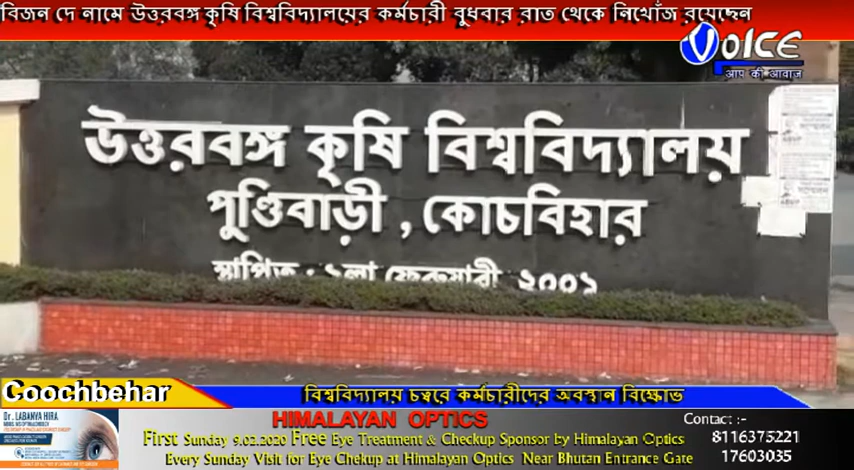 বিজন দে নামে উত্তরবঙ্গ কৃষি বিশ্ববিদ্যালয়ের কর্মচারী বুধবার রাত থেকে নিখোঁজ রয়েছেন
VOICE
आप की आवाज़
উত্তরবঙ্গ কৃষি বিশ্ববিদ্যালয়
পুণ্ডিবাড়ী , কোচবিহার
স্থাপিত : ১লা ফেব্রুয়ারী ২০০১
Coochbehar
বিশ্ববিদ্যালয় চত্বরে কর্মচারীদের অবস্থান বিক্ষোভ
Dr. LABANYA HIRA
HIMALAYAN OPTICS
First Sunday 9.02.2020 Free Eye Treatment & Checkup Sponsor by Himalayan Optics
Every Sunday Visit for Eye Chekup at Himalayan Optics Near Bhutan Entrance Gate
Contact :-
8116375221
17603035